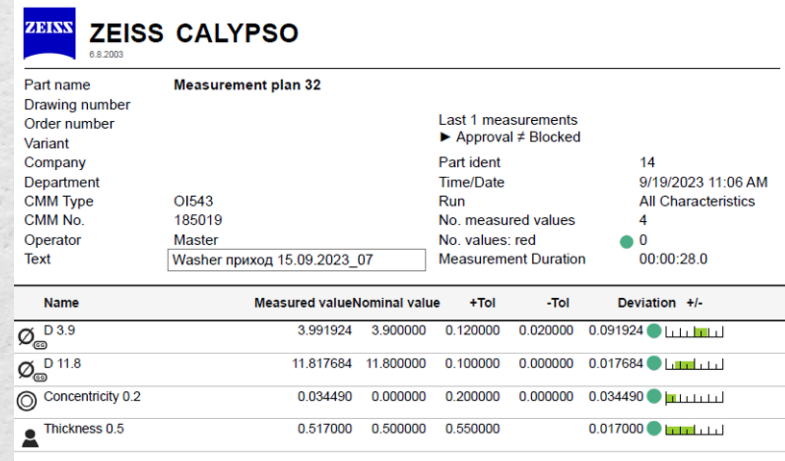 ZEISS
ZEISS CALYPSO
6.8.2003
Part name Measurement plan 32
Drawing number
Order number Last 1 measurements
Variant ► Approval ≠ Blocked
Company Part ident 14
Department Time/Date 9/19/2023 11:06 AM
CMM Type OI543 Run All Characteristics
CMM No. 185019 No. measured values 4
Operator Master No. values: red 0
Text Washer приход 15.09.2023_07 Measurement Duration 00:00:28.0
Name Measured value Nominal value +Tol -Tol Deviation +/-
D 3.9 3.991924 3.900000 0.120000 0.020000 0.091924
D 11.8 11.817684 11.800000 0.100000 0.000000 0.017684
Concentricity 0.2 0.034490 0.000000 0.200000 0.000000 0.034490
Thickness 0.5 0.517000 0.500000 0.550000 0.017000